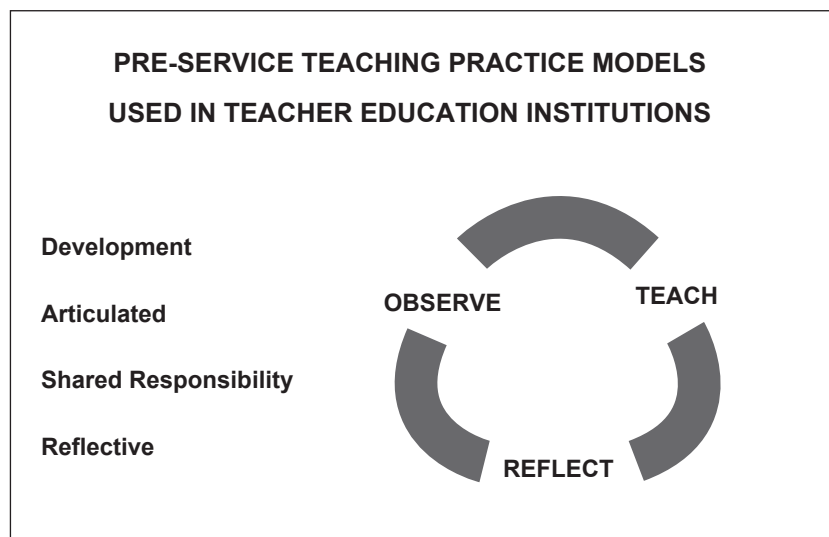 PRE-SERVICE TEACHING PRACTICE MODELS
USED IN TEACHER EDUCATION INSTITUTIONS
Development
Articulated
Shared Responsibility
Reflective
OBSERVE
TEACH
REFLECT